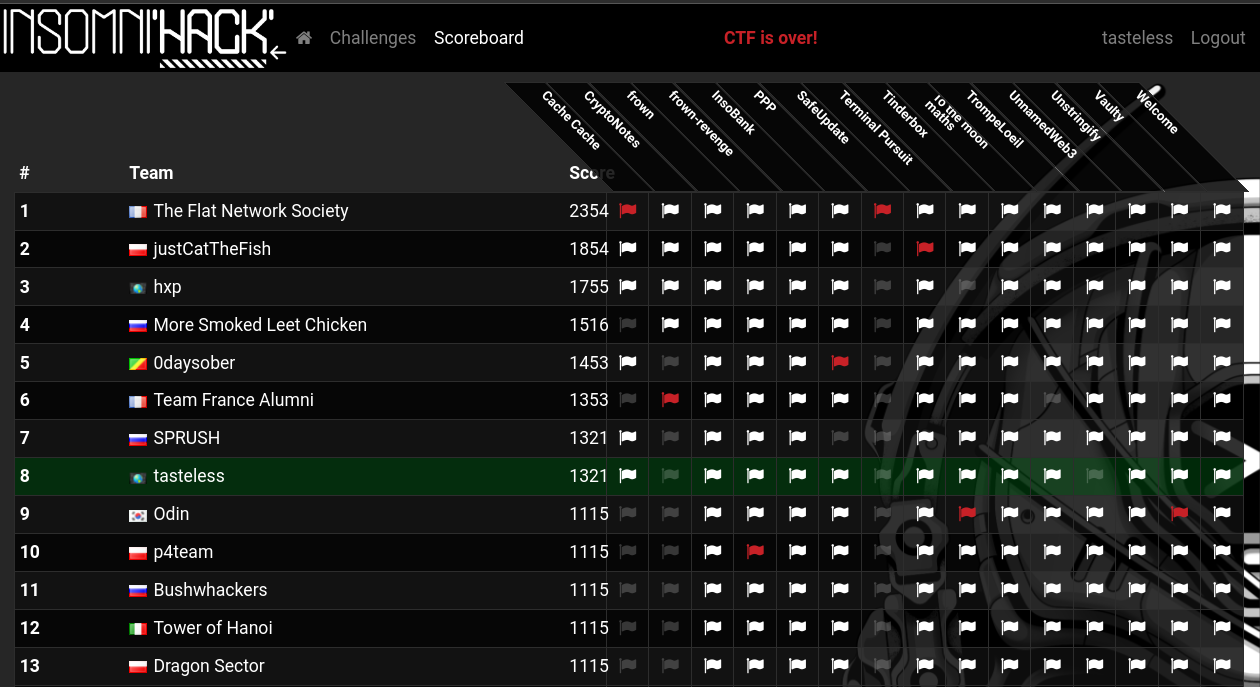 INSOMNI'HACK
Challenges
Scoreboard
CTF is over!
tasteless
Logout
Cache Cache
CryptoNotes
frown
frown-revenge
InsoBank
PPP
SafeUpdate
Terminal Pursuit
Tinderbox
To the moon
maths
TrompeLoeil
UnnamedWeb3
Unstringify
Vaulty
Welcome
# Team Score
1 The Flat Network Society 2354
2 justCatTheFish 1854
3 hxp 1755
4 More Smoked Leet Chicken 1516
5 0daysober 1453
6 Team France Alumni 1353
7 SPRUSH 1321
8 tasteless 1321
9 Odin 1115
10 p4team 1115
11 Bushwhackers 1115
12 Tower of Hanoi 1115
13 Dragon Sector 1115